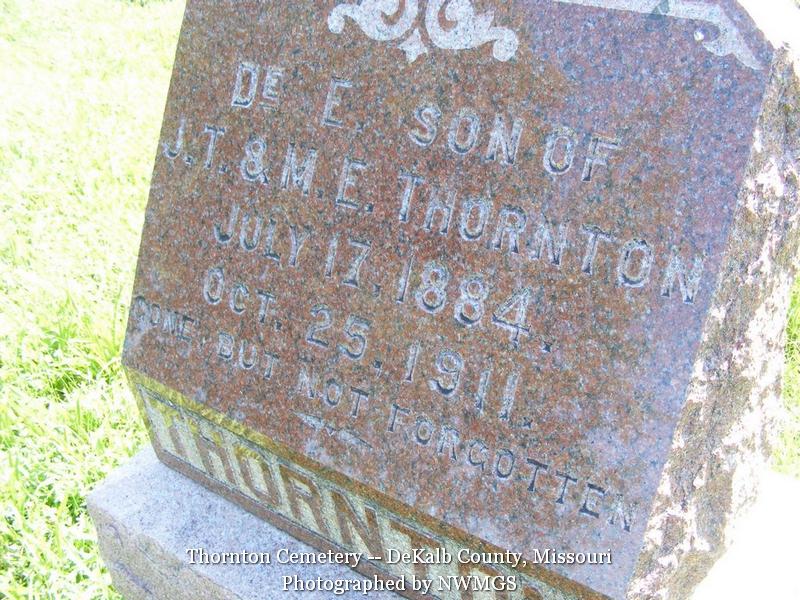 DE E. SON OF
J.T. & M.E. THORNTON
JULY 17, 1884.
OCT. 25, 1911.
GONE BUT NOT FORGOTTEN
THORNTON
Thornton Cemetery -- DeKalb County, Missouri
Photographed by NWMGS